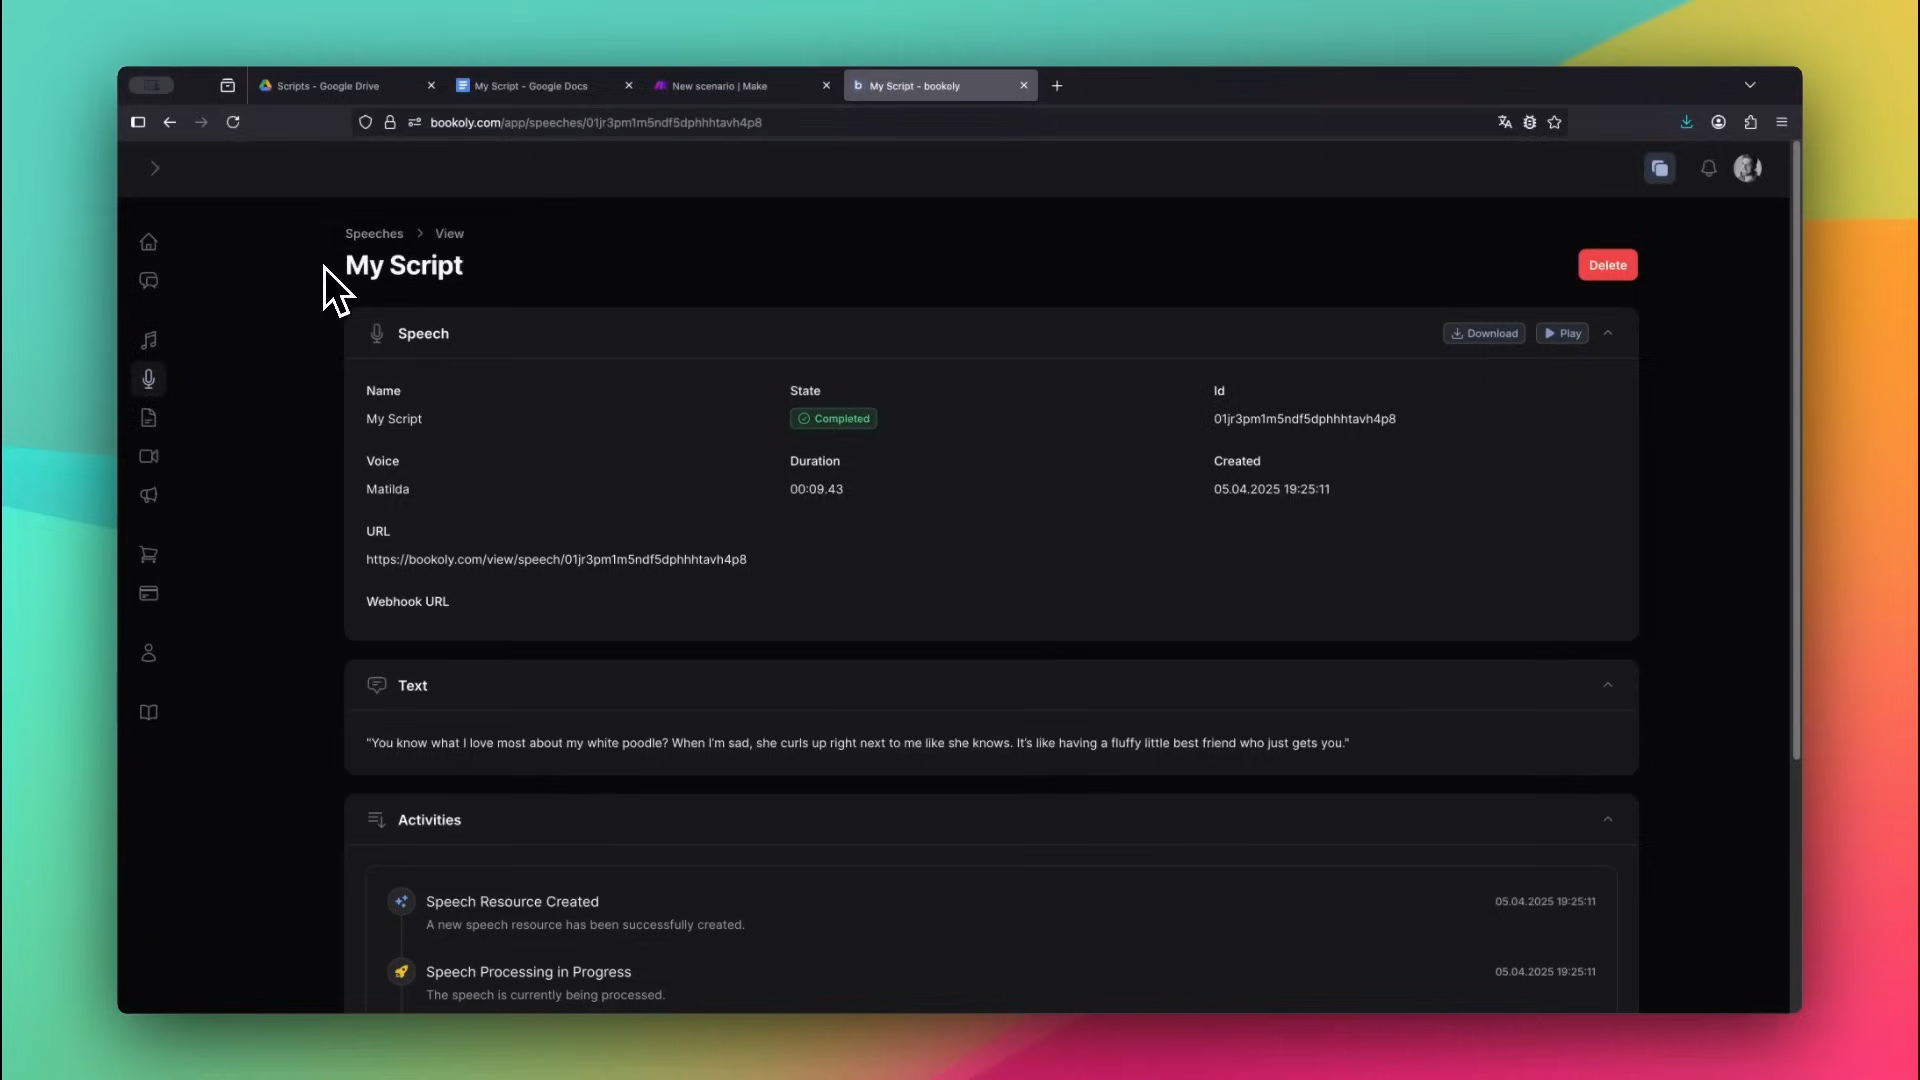 Scripts - Google Drive
My Script - Google Docs
New scenario | Make
My Script - bookoly
bookoly.com/app/speeches/01jr3pm1m5ndf5dphhhtavh4p8
Speeches > View
My Script
Delete
Speech
Download
Play
Name
State
Id
My Script
Completed
01jr3pm1m5ndf5dphhhtavh4p8
Voice
Duration
Created
Matilda
00:09.43
05.04.2025 19:25:11
URL
https://bookoly.com/view/speech/01jr3pm1m5ndf5dphhhtavh4p8
Webhook URL
Text
"You know what I love most about my white poodle? When I'm sad, she curls up right next to me like she knows. It's like having a fluffy little best friend who just gets you."
Activities
Speech Resource Created
05.04.2025 19:25:11
A new speech resource has been successfully created.
Speech Processing in Progress
05.04.2025 19:25:11
The speech is currently being processed.